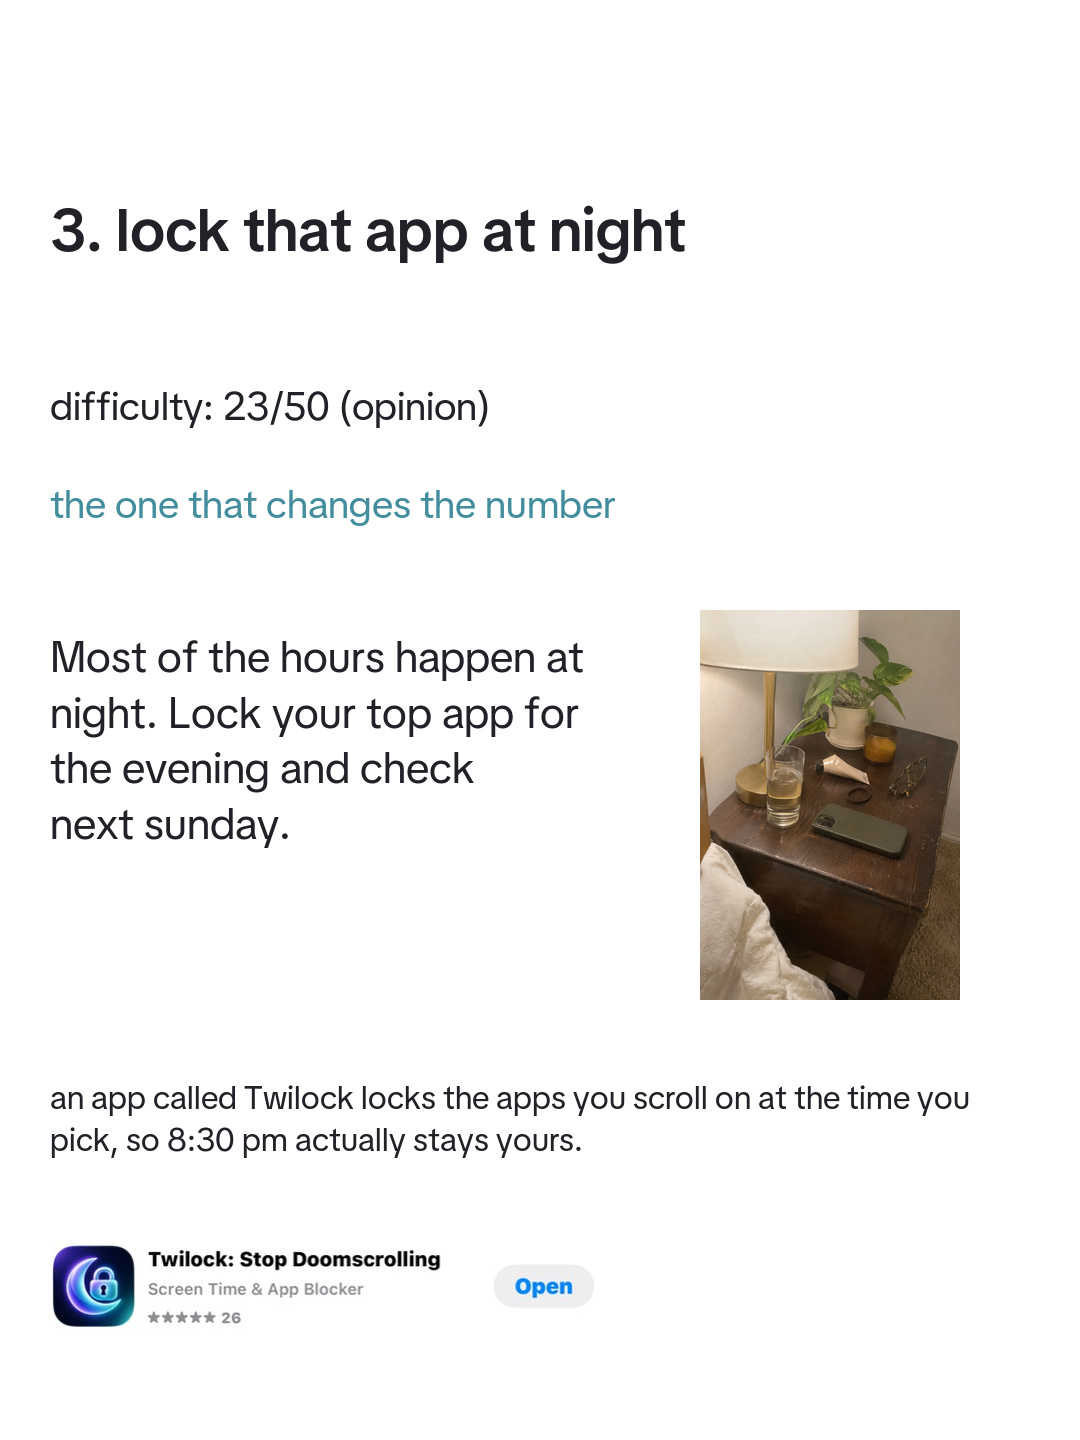 3. lock that app at night
difficulty: 23/50 (opinion)
the one that changes the number
Most of the hours happen at
night. Lock your top app for
the evening and check
next sunday.
an app called Twilock locks the apps you scroll on at the time you
pick, so 8:30 pm actually stays yours.
Twilock: Stop Doomscrolling
Screen Time & App Blocker
★★★★★ 26
Open